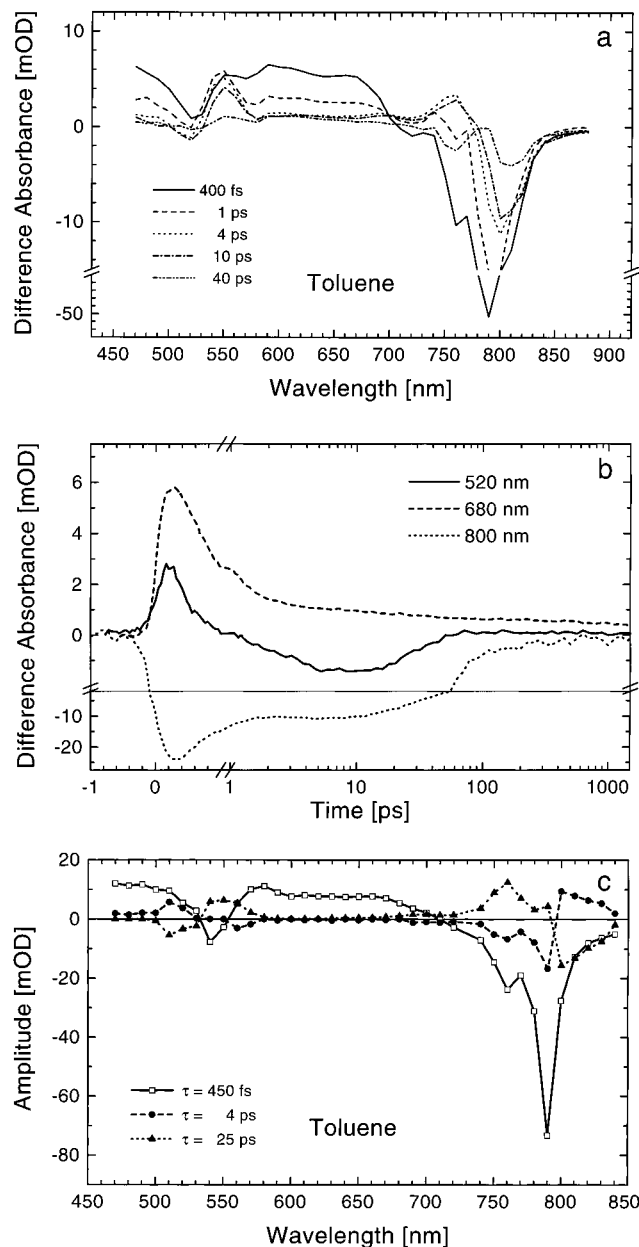 a
Difference Absorbance [mOD]
10
0
-10
-50
400 fs
1 ps
4 ps
10 ps
40 ps
Toluene
450 500 550 600 650 700 750 800 850 900
Wavelength [nm]
b
Difference Absorbance [mOD]
6
4
2
0
-10
-20
520 nm
680 nm
800 nm
-1 0 1 10 100 1000
Time [ps]
c
Amplitude [mOD]
20
0
-20
-40
-60
-80
τ = 450 fs
τ = 4 ps
τ = 25 ps
Toluene
450 500 550 600 650 700 750 800 850
Wavelength [nm]